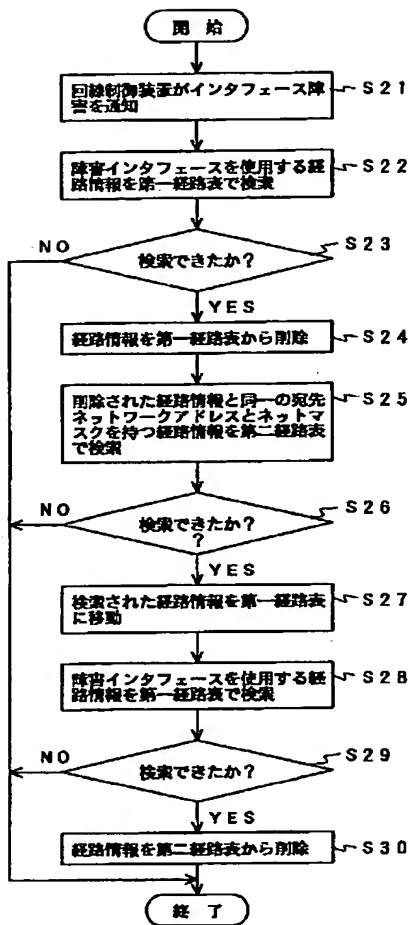 開 始
回線制御装置がインタフェース障
害を通知
S21
障害インタフェースを使用する経
路情報を第一経路表で検索
S22
S23
NO
検索できたか?
YES
経路情報を第一経路表から削除
S24
削除された経路情報と同一の宛先
ネットワークアドレスとネットマ
スクを持つ経路情報を第二経路表
で検索
S25
S26
NO
検索できたか?
?
YES
検索された経路情報を第一経路表
に移動
S27
障害インタフェースを使用する経
路情報を第一経路表で検索
S28
S29
NO
検索できたか?
YES
経路情報を第二経路表から削除
S30
終 了